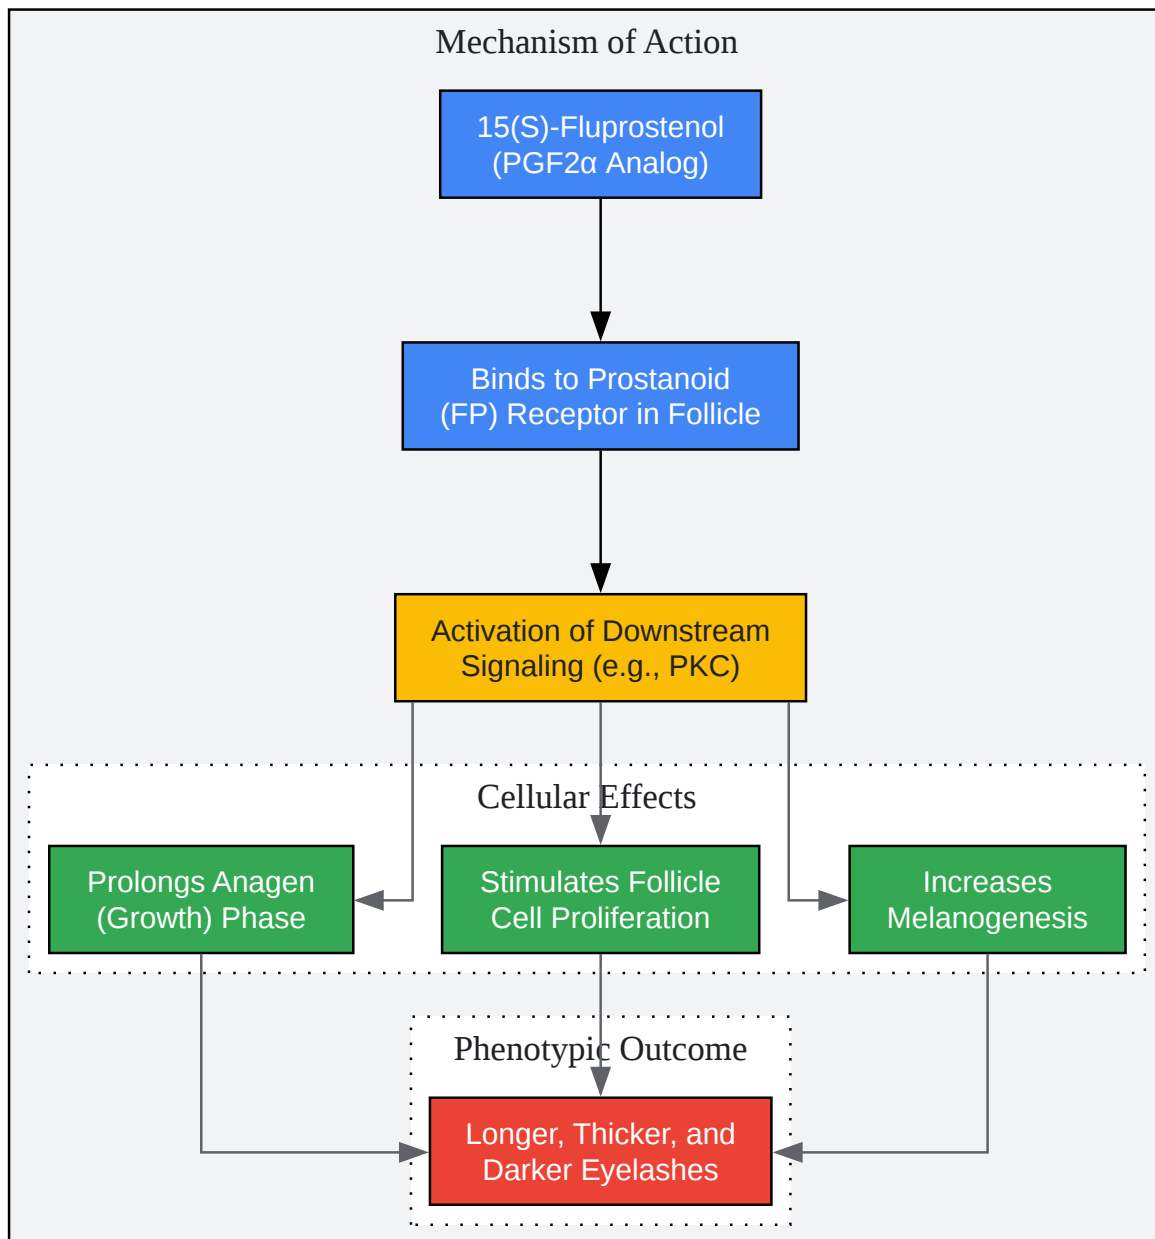 Mechanism of Action
15(S)-Fluprostenol
(PGF2α Analog)
Binds to Prostanoid
(FP) Receptor in Follicle
Activation of Downstream
Signaling (e.g., PKC)
Cellular Effects
Prolongs Anagen
(Growth) Phase
Stimulates Follicle
Cell Proliferation
Increases
Melanogenesis
Phenotypic Outcome
Longer, Thicker, and
Darker Eyelashes